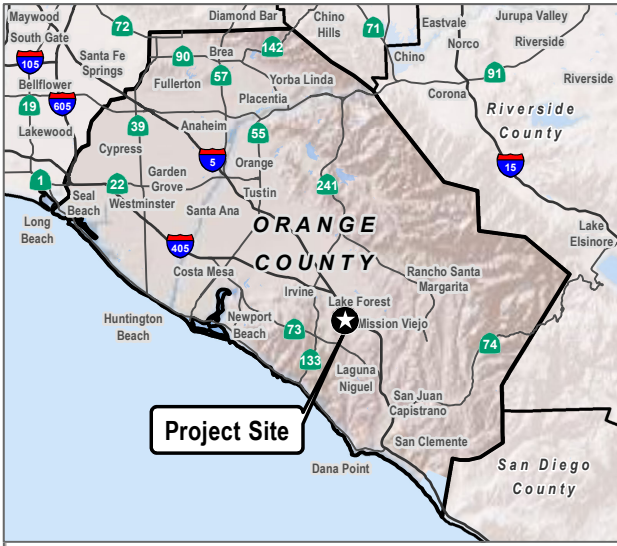 Maywood
72
Diamond Bar
Chino
Hills
71
Eastvale
Jurupa Valley
South Gate
Santa Fe
Springs
142
Norco
Riverside
105
90
Brea
Chino
Bellflower
57
Yorba Linda
91
Riverside
Fullerton
Corona
19
605
Placentia
Riverside
County
Lakewood
39
Anaheim
55
Cypress
5
Orange
15
Garden
Grove
241
1
22
Tustin
Seal
Beach
Westminster
Santa Ana
Long
Beach
ORANGE
COUNTY
Lake
Elsinore
405
Costa Mesa
Rancho Santa
Margarita
Irvine
Lake Forest
Huntington
Beach
Newport
Beach
73
Mission Viejo
74
133
Laguna
Niguel
San Juan
Capistrano
Project Site
San Clemente
Dana Point
San Diego
County